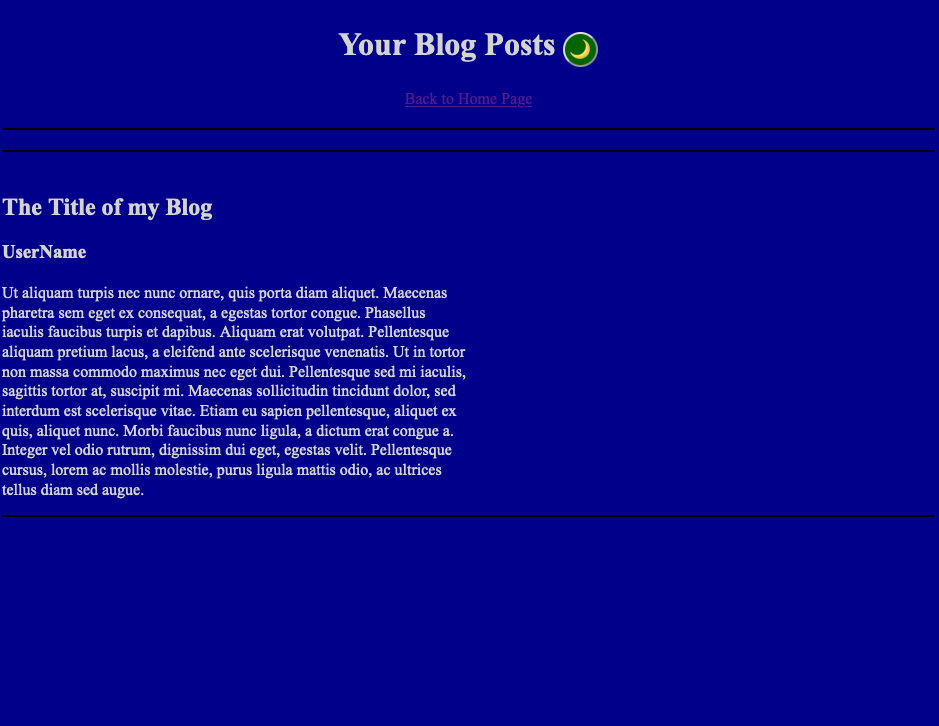 Your Blog Posts 🌙
Back to Home Page
The Title of my Blog
UserName
Ut aliquam turpis nec nunc ornare, quis porta diam aliquet. Maecenas
pharetra sem eget ex consequat, a egestas tortor congue. Phasellus
iaculis faucibus turpis et dapibus. Aliquam erat volutpat. Pellentesque
aliquam pretium lacus, a eleifend ante scelerisque venenatis. Ut in tortor
non massa commodo maximus nec eget dui. Pellentesque sed mi iaculis,
sagittis tortor at, suscipit mi. Maecenas sollicitudin tincidunt dolor, sed
interdum est scelerisque vitae. Etiam eu sapien pellentesque, aliquet ex
quis, aliquet nunc. Morbi faucibus nunc ligula, a dictum erat congue a.
Integer vel odio rutrum, dignissim dui eget, egestas velit. Pellentesque
cursus, lorem ac mollis molestie, purus ligula mattis odio, ac ultrices
tellus diam sed augue.